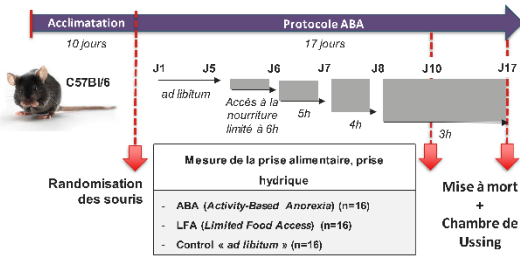 Acclimatation
Protocole ABA
10 jours
17 jours
C57Bl/6
J1
J5
J6
J7
J8
J10
J17
ad libitum
Accès à la
nourriture
limité à 6h
5h
4h
3h
Randomisation
des souris
Mesure de la prise alimentaire, prise
hydrique
- ABA (Activity-Based Anorexia) (n=16)
- LFA (Limited Food Access) (n=16)
- Control « ad libitum » (n=16)
Mise à mort
+
Chambre de
Ussing